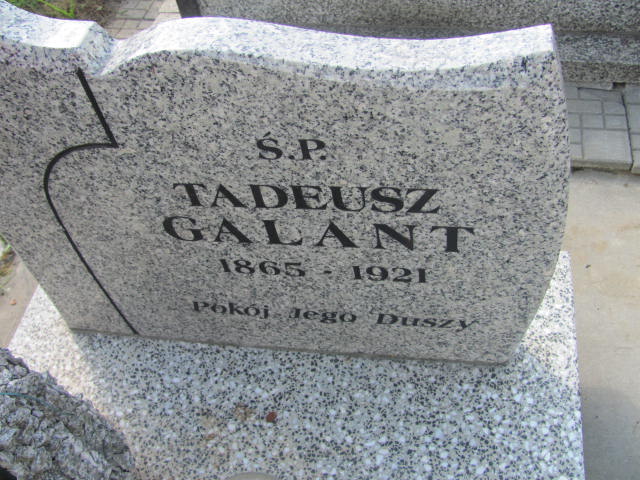 Ś.P.
TADEUSZ
GALANT
1865 - 1921
Pokój Jego Duszy